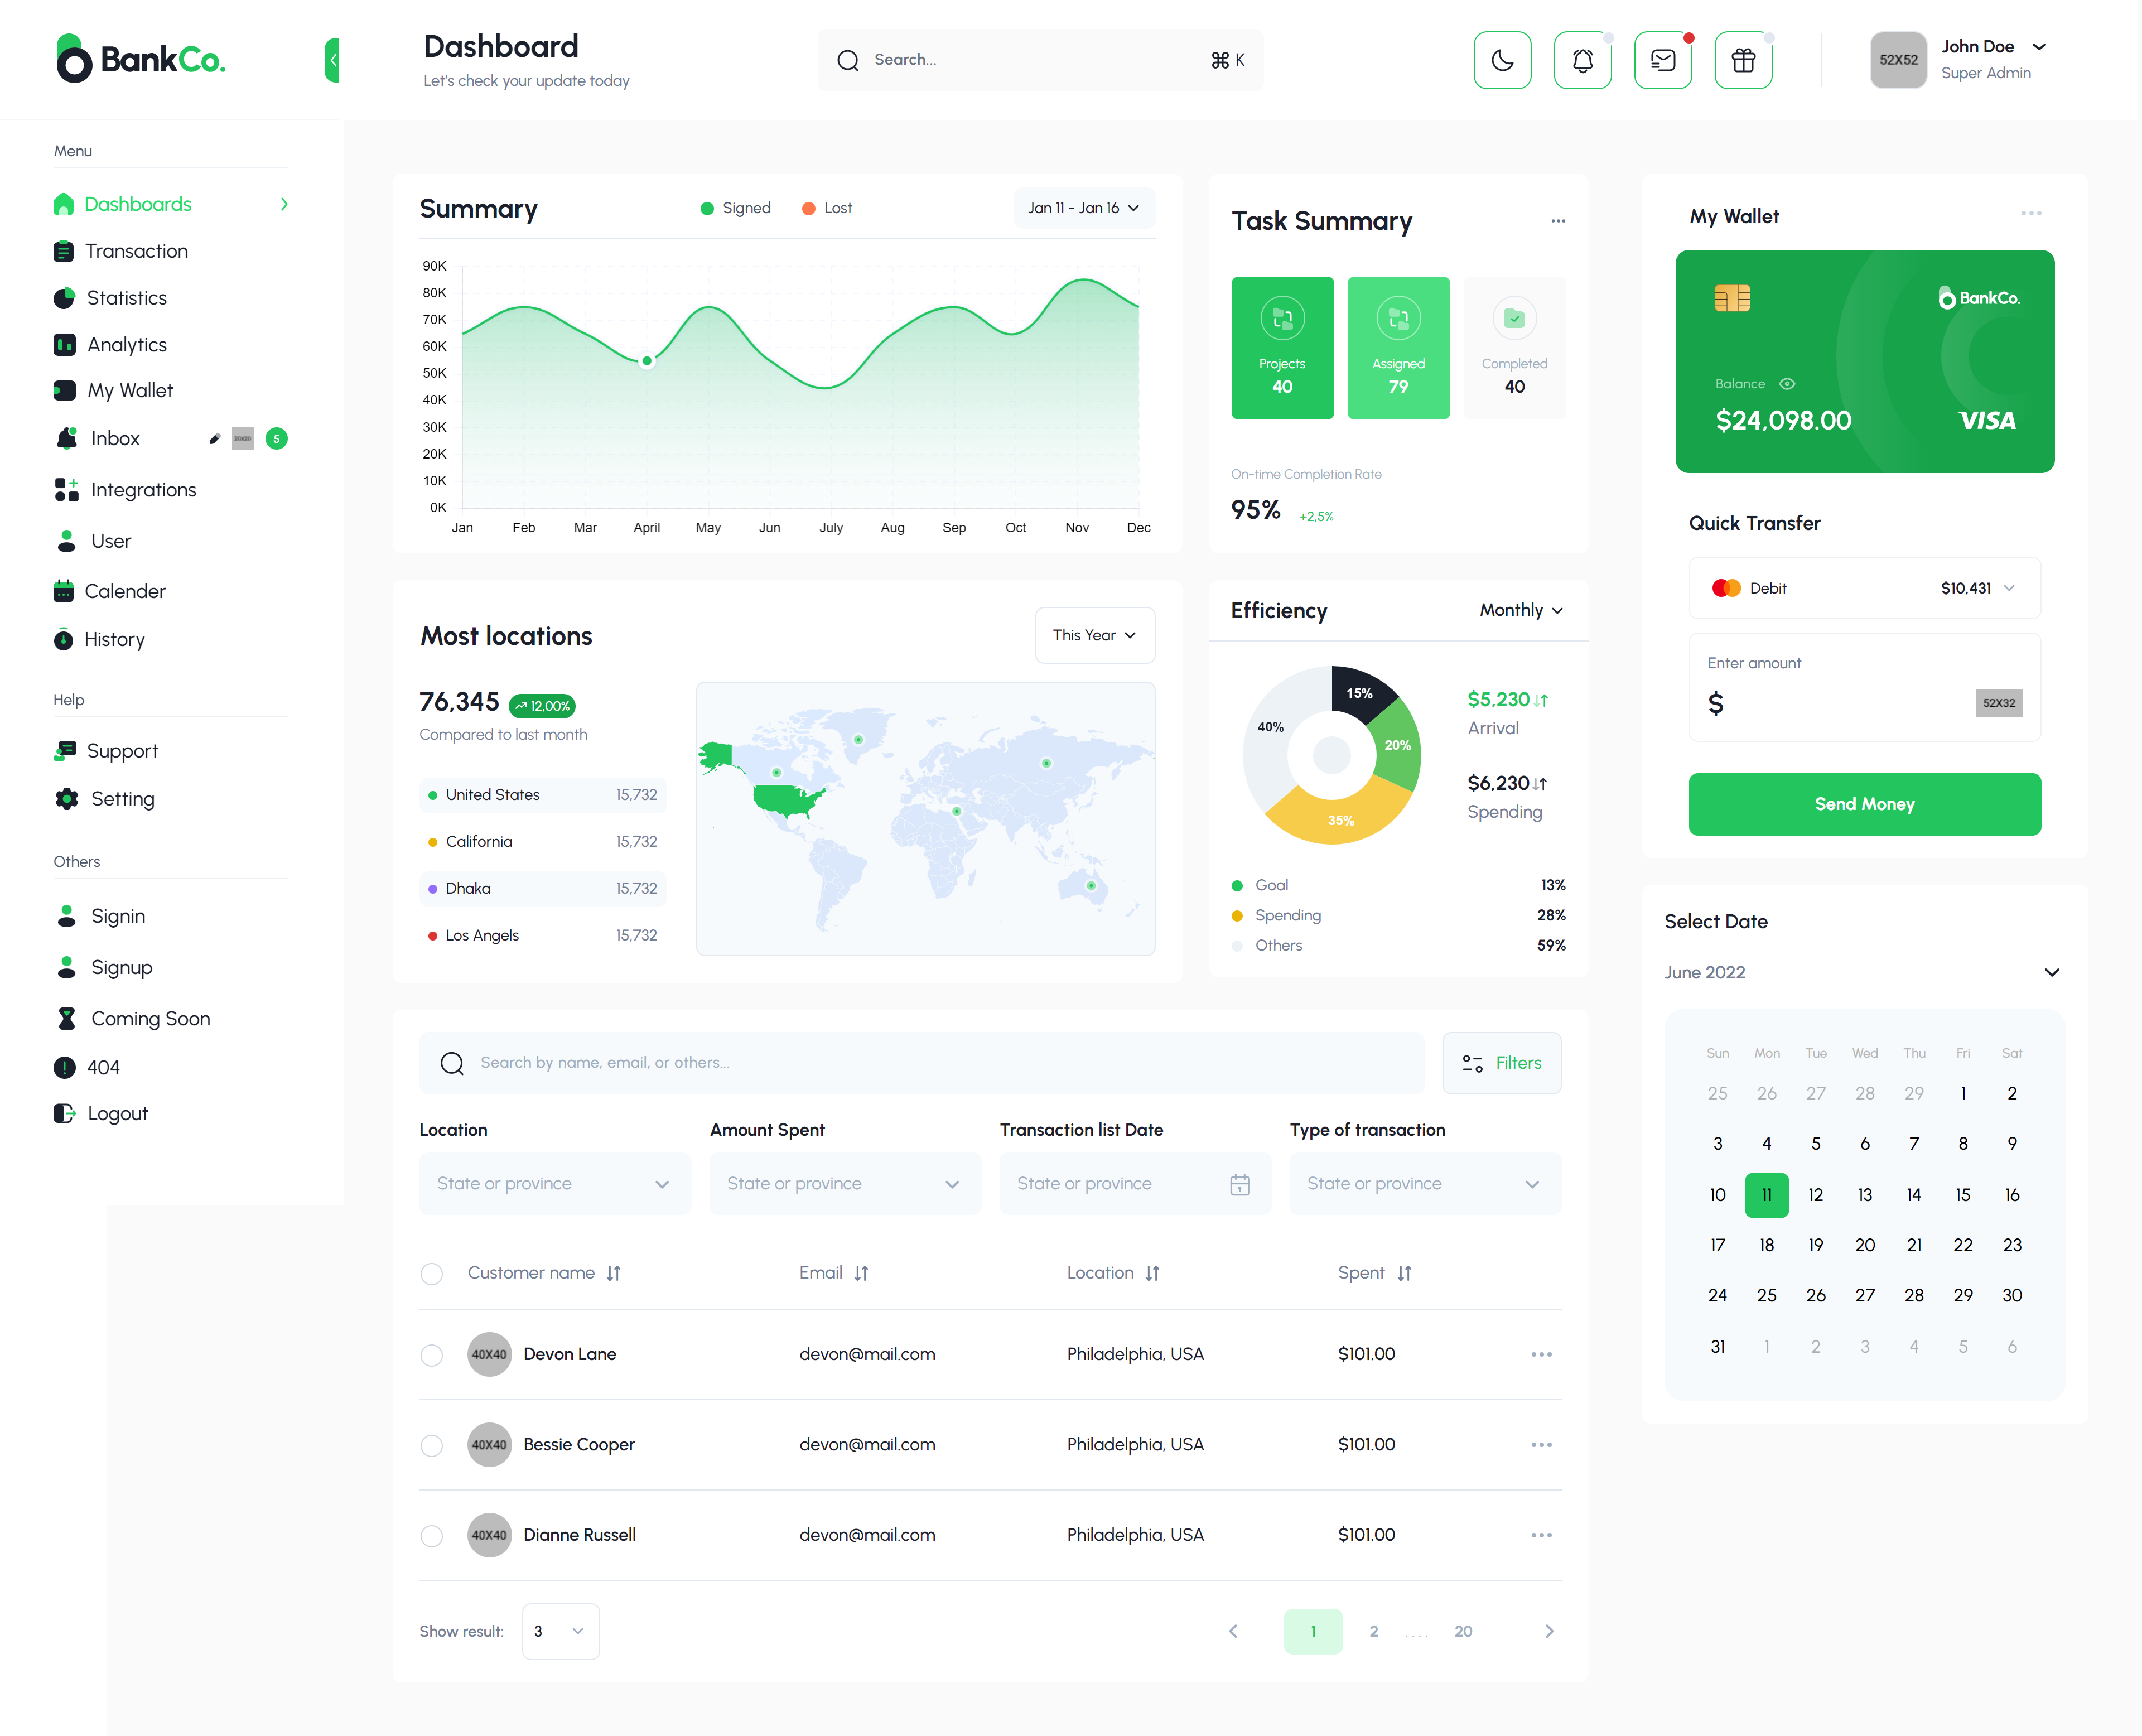 BankCo.
Dashboard
Let's check your update today
Search...
⌘ K
52X52
John Doe
Super Admin
Menu
Dashboards
Transaction
Statistics
Analytics
My Wallet
Inbox
20X20
5
Integrations
User
Calender
History
Help
Support
Setting
Others
Signin
Signup
Coming Soon
404
Logout
Summary
Signed
Lost
Jan 11 - Jan 16
90K
80K
70K
60K
50K
40K
30K
20K
10K
0K
Jan Feb Mar April May Jun July Aug Sep Oct Nov Dec
Task Summary
Projects
40
Assigned
79
Completed
40
On-time Completion Rate
95% +2,5%
My Wallet
BankCo.
Balance
$24,098.00
VISA
Quick Transfer
Debit
$10,431
Enter amount
$
52X32
Send Money
Most locations
This Year
76,345
12,00%
Compared to last month
United States 15,732
California 15,732
Dhaka 15,732
Los Angels 15,732
Efficiency
Monthly
15%
20%
35%
40%
$5,230
Arrival
$6,230
Spending
Goal 13%
Spending 28%
Others 59%
Select Date
June 2022
Sun Mon Tue Wed Thu Fri Sat
25 26 27 28 29 1 2
3 4 5 6 7 8 9
10 11 12 13 14 15 16
17 18 19 20 21 22 23
24 25 26 27 28 29 30
31 1 2 3 4 5 6
Search by name, email, or others...
Filters
Location
State or province
Amount Spent
State or province
Transaction list Date
State or province
Type of transaction
State or province
Customer name Email Location Spent
40X40 Devon Lane devon@mail.com Philadelphia, USA $101.00
40X40 Bessie Cooper devon@mail.com Philadelphia, USA $101.00
40X40 Dianne Russell devon@mail.com Philadelphia, USA $101.00
Show result: 3
1 2 .... 20